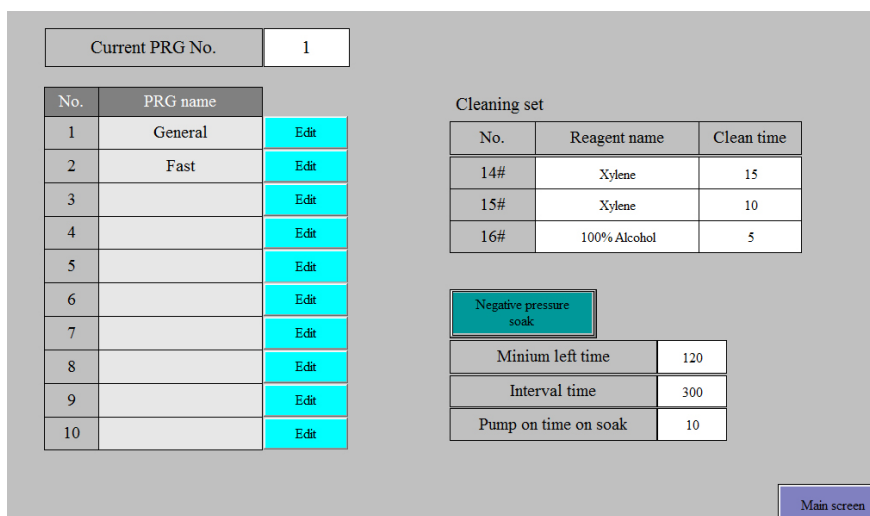 Current PRG No. 1
No. PRG name
1 General Edit
2 Fast Edit
3 Edit
4 Edit
5 Edit
6 Edit
7 Edit
8 Edit
9 Edit
10 Edit
Cleaning set
No. Reagent name Clean time
14# Xylene 15
15# Xylene 10
16# 100% Alcohol 5
Negative pressure
soak
Minium left time 120
Interval time 300
Pump on time on soak 10
Main screen